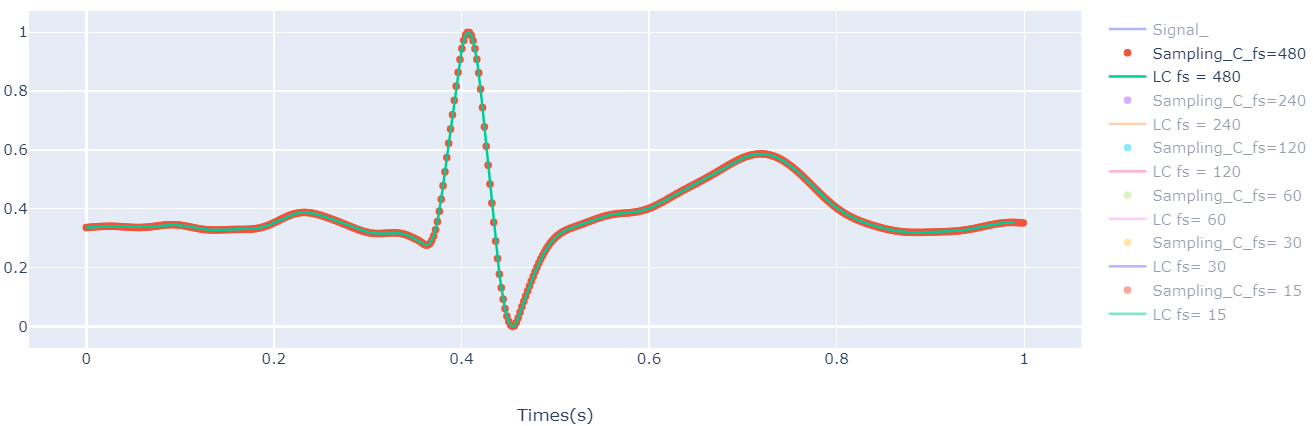 1
0.8
0.6
0.4
0.2
0
0 0.2 0.4 0.6 0.8 1
Times(s)
Signal_
Sampling_C_fs=480
LC fs = 480
Sampling_C_fs=240
LC fs = 240
Sampling_C_fs=120
LC fs = 120
Sampling_C_fs= 60
LC fs= 60
Sampling_C_fs= 30
LC fs= 30
Sampling_C_fs= 15
LC fs= 15